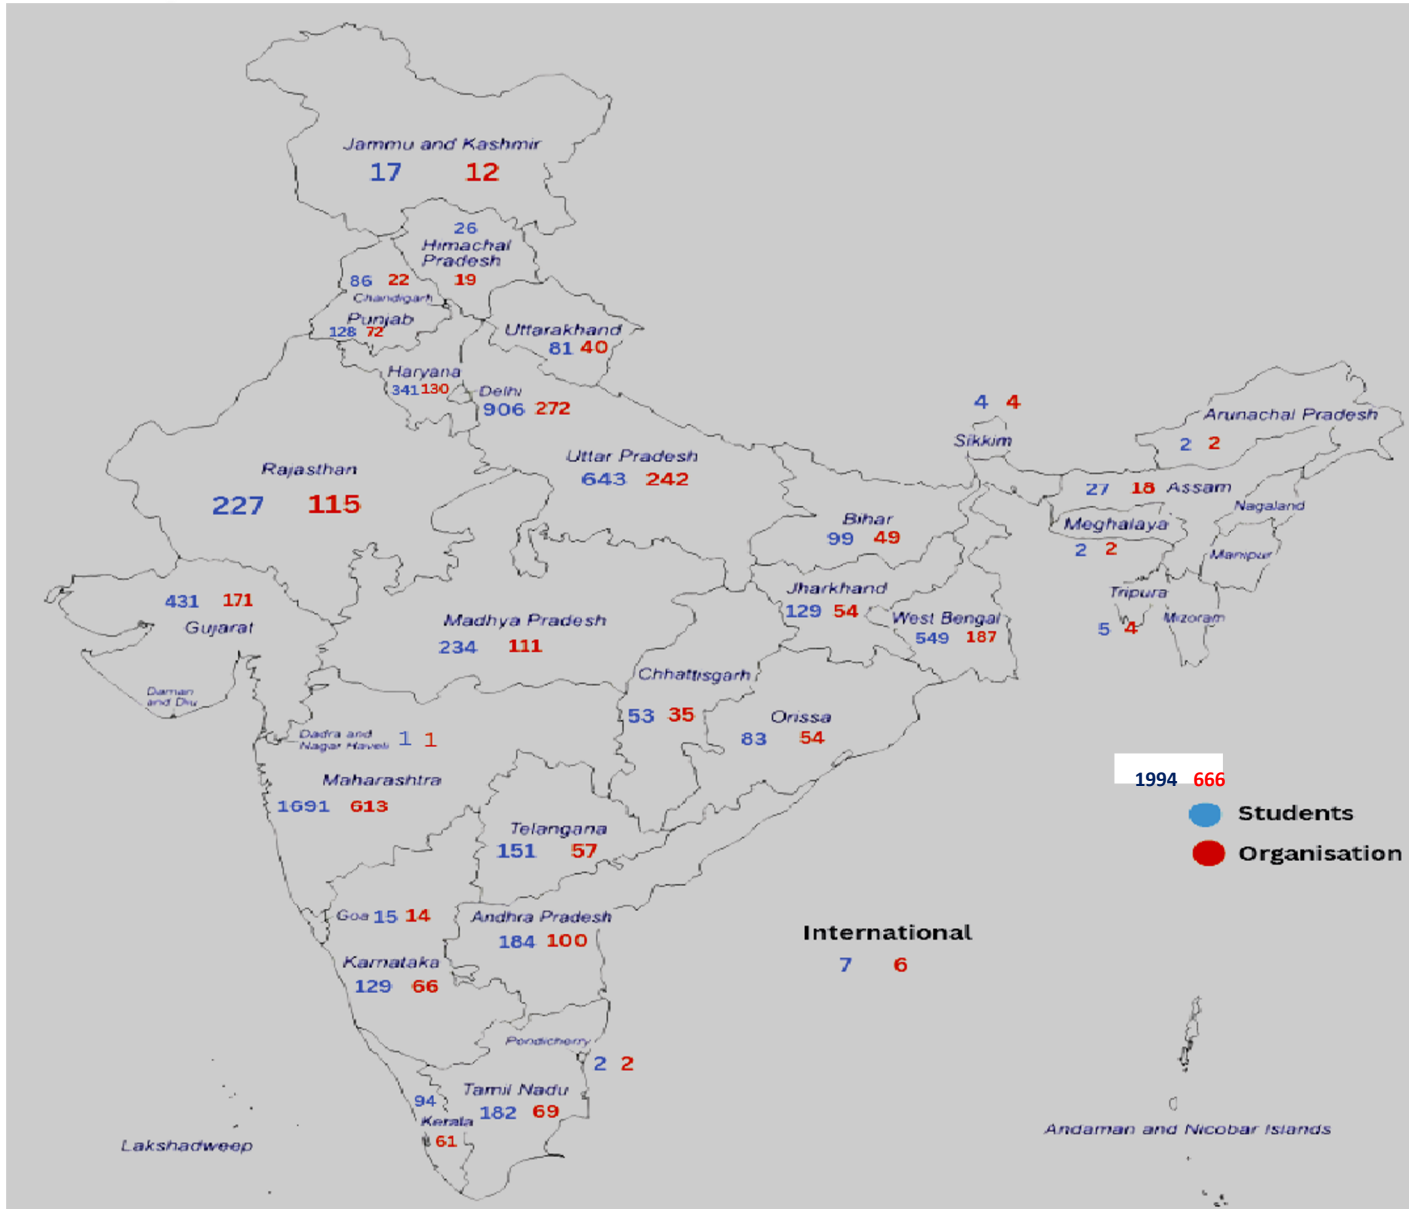 Jammu and Kashmir
17 12
26
Himachal
Pradesh
19
86 22
Chandigarh
Punjab
128 72
Uttarakhand
81 40
Haryana
341 130
Delhi
906 272
4 4
Sikkim
Arunachal Pradesh
2 2
Rajasthan
227 115
Uttar Pradesh
643 242
27 18 Assam
Nagaland
Bihar
99 49
Meghalaya
2 2
Manipur
431 171
Gujarat
Madhya Pradesh
234 111
Jharkhand
129 54
West Bengal
549 187
Tripura
5 4
Mizoram
Daman
and Diu
Chhattisgarh
53 35
Orissa
83 54
Dadra and
Nagar Haveli
1 1
Maharashtra
1691 613
1994 666
Students
Organisation
Telangana
151 57
Goa 15 14
Andhra Pradesh
184 100
International
7 6
Karnataka
129 66
Pondicherry
2 2
Tamil Nadu
182 69
94
Kerala
61
Lakshadweep
Andaman and Nicobar Islands